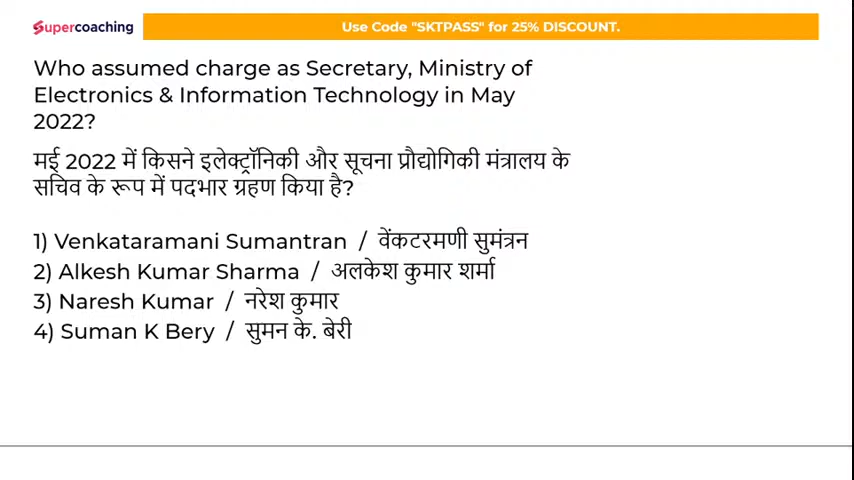 Supercoaching
Use Code "SKTPASS" for 25% DISCOUNT.
Who assumed charge as Secretary, Ministry of
Electronics & Information Technology in May
2022?
मई 2022 में किसने इलेक्ट्रॉनिकी और सूचना प्रौद्योगिकी मंत्रालय के
सचिव के रूप में पदभार ग्रहण किया है?
1) Venkataramani Sumantran / वेंकटरमणी सुमंत्रन
2) Alkesh Kumar Sharma / अलकेश कुमार शर्मा
3) Naresh Kumar / नरेश कुमार
4) Suman K Bery / सुमन के. बेरी